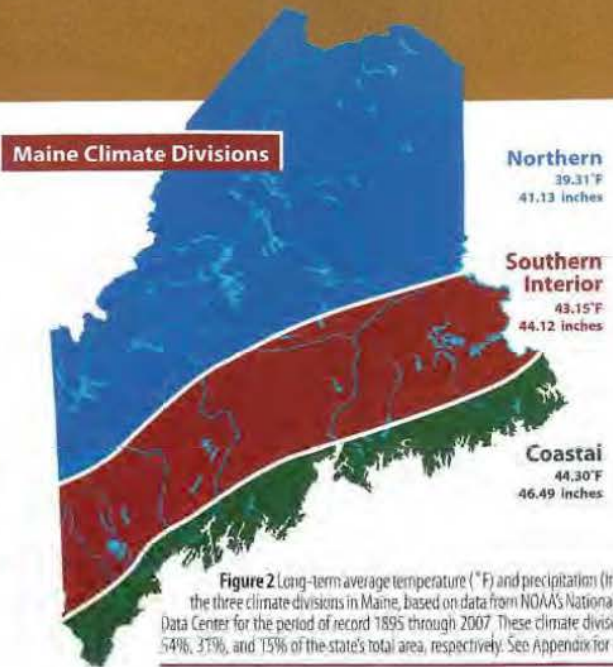 Maine Climate Divisions
Northern
39.31°F
41.13 inches
Southern
Interior
43.15°F
44.12 inches
Coastal
44.30°F
46.49 inches
Figure 2 Long-term average temperature (°F) and precipitation (in
the three climate divisions in Maine, based on data from NOAA's National
Data Center for the period of record 1895 through 2007. These climate divis
54%, 31%, and 15% of the state's total area, respectively. See Appendix for